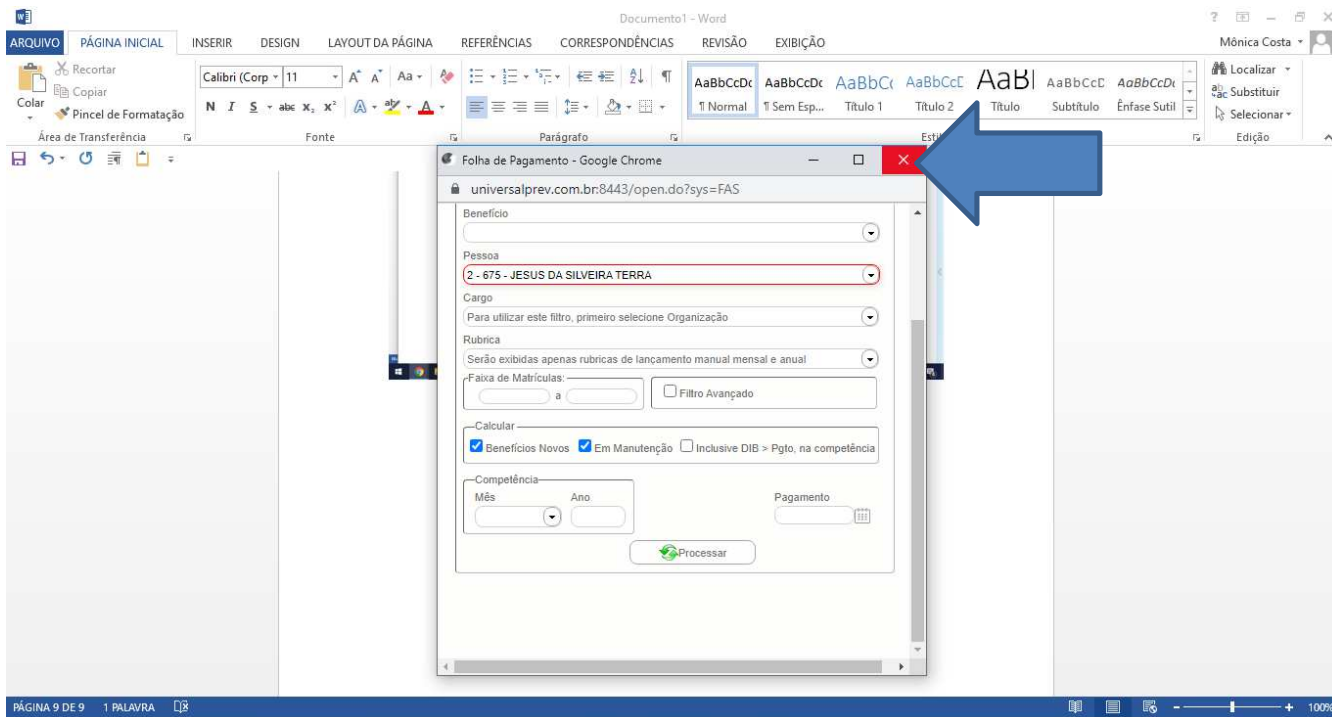 Documento1 - Word
ARQUIVO PÁGINA INICIAL INSERIR DESIGN LAYOUT DA PÁGINA REFERÊNCIAS CORRESPONDÊNCIAS REVISÃO EXIBIÇÃO Mônica Costa
Colar
Recortar
Copiar
Pincel de Formatação
Área de Transferência
Calibri (Corp 11
N I S abc X₂ X²
Fonte
Parágrafo
AaBbCcDc AaBbCcDc AaBbC AaBbCcE AaB AaBbCcD AaBbCcDc
¶ Normal ¶ Sem Esp... Título 1 Título 2 Título Subtítulo Ênfase Sutil
Localizar
Substituir
Selecionar
Edição
Folha de Pagamento - Google Chrome
universalprev.com.br:8443/open.do?sys=FAS
Benefício
Pessoa
2 - 675 - JESUS DA SILVEIRA TERRA
Cargo
Para utilizar este filtro, primeiro selecione Organização
Rubrica
Serão exibidas apenas rubricas de lançamento manual mensal e anual
Faixa de Matrículas:
a
Filtro Avançado
Calcular
Benefícios Novos Em Manutenção Inclusive DIB > Pgto, na competência
Competência
Mês Ano Pagamento
Processar
PÁGINA 9 DE 9 1 PALAVRA 100%